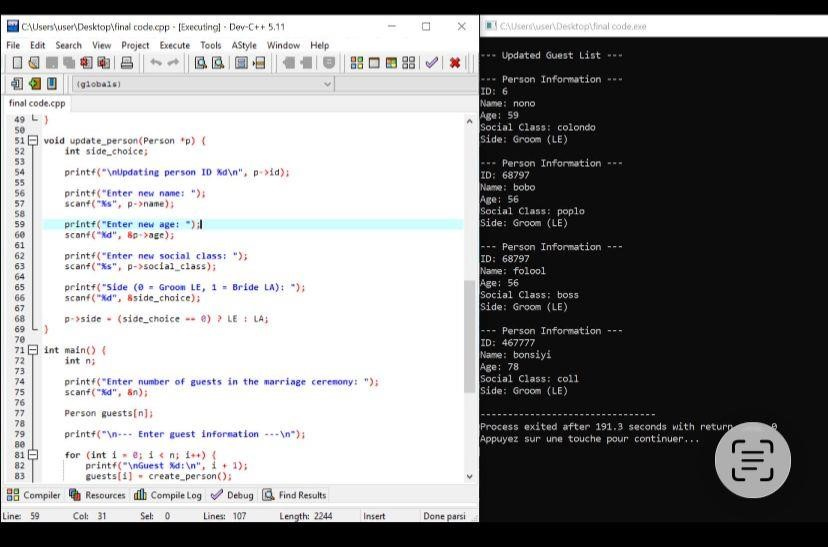 C:\Users\user\Desktop\final code.cpp - [Executing] - Dev-C++ 5.11
File Edit Search View Project Execute Tools AStyle Window Help
(globals)
final code.cpp
49 }
50
51 void update_person(Person *p) {
52 int side_choice;
53
54 printf("\nUpdating person ID %d\n", p->id);
55
56 printf("Enter new name: ");
57 scanf("%s", p->name);
58
59 printf("Enter new age: ");
60 scanf("%d", &p->age);
61
62 printf("Enter new social class: ");
63 scanf("%s", p->social_class);
64
65 printf("Side (0 = Groom LE, 1 = Bride LA): ");
66 scanf("%d", &side_choice);
67
68 p->side = (side_choice == 0) ? LE : LA;
69 }
70
71 int main() {
72 int n;
73
74 printf("Enter number of guests in the marriage ceremony: ");
75 scanf("%d", &n);
76
77 Person guests[n];
78
79 printf("\n--- Enter guest information ---\n");
80
81 for (int i = 0; i < n; i++) {
82 printf("\nGuest %d:\n", i + 1);
83 guests[i] = create_person();
Compiler Resources Compile Log Debug Find Results
Line: 59 Col: 31 Sel: 0 Lines: 107 Length: 2244 Insert Done parsi
C:\Users\user\Desktop\final code.exe
--- Updated Guest List ---
--- Person Information ---
ID: 6
Name: nono
Age: 59
Social Class: colondo
Side: Groom (LE)
--- Person Information ---
ID: 68797
Name: bobo
Age: 56
Social Class: poplo
Side: Groom (LE)
--- Person Information ---
ID: 68797
Name: folool
Age: 56
Social Class: boss
Side: Groom (LE)
--- Person Information ---
ID: 467777
Name: bonsiyi
Age: 78
Social Class: coll
Side: Groom (LE)
--------------------------------
Process exited after 191.3 seconds with return 0
Appuyez sur une touche pour continuer...